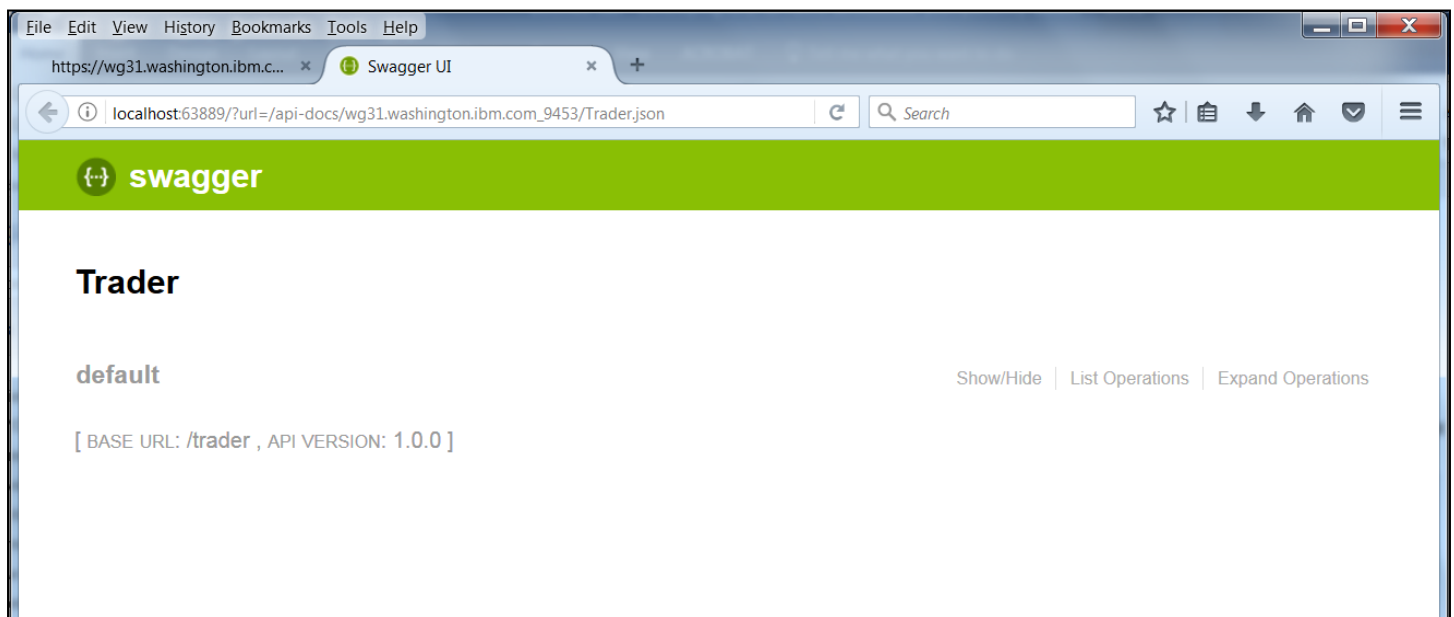 File Edit View History Bookmarks Tools Help
https://wg31.washington.ibm.c... × Swagger UI × +
localhost:63889/?url=/api-docs/wg31.washington.ibm.com_9453/Trader.json Search
{···} swagger
Trader
default Show/Hide List Operations Expand Operations
[ BASE URL: /trader , API VERSION: 1.0.0 ]